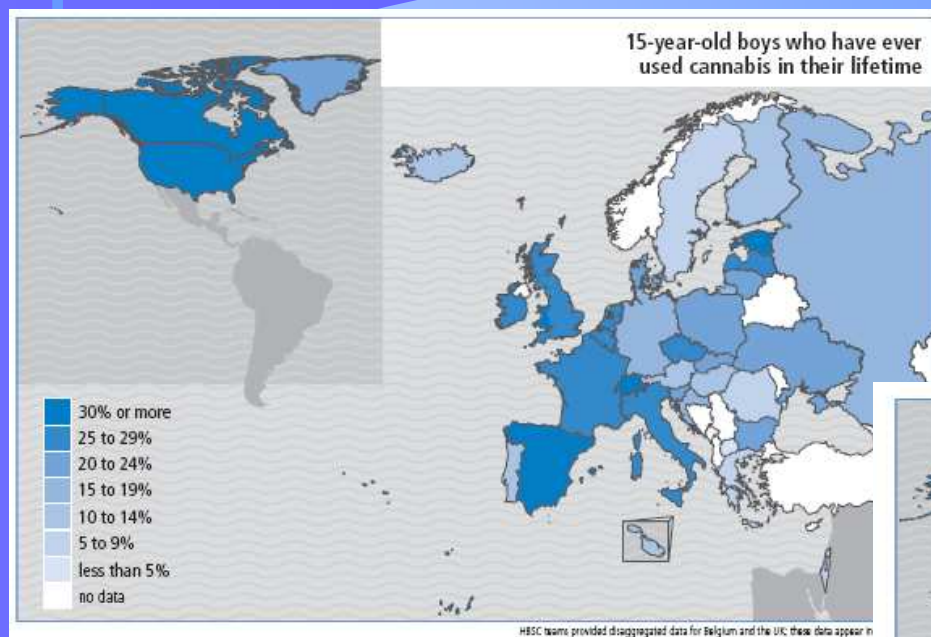 15-year-old boys who have ever
used cannabis in their lifetime
30% or more
25 to 29%
20 to 24%
15 to 19%
10 to 14%
5 to 9%
less than 5%
no data
HBSC teams provided disaggregated data for Belgium and the UK; these data appear in